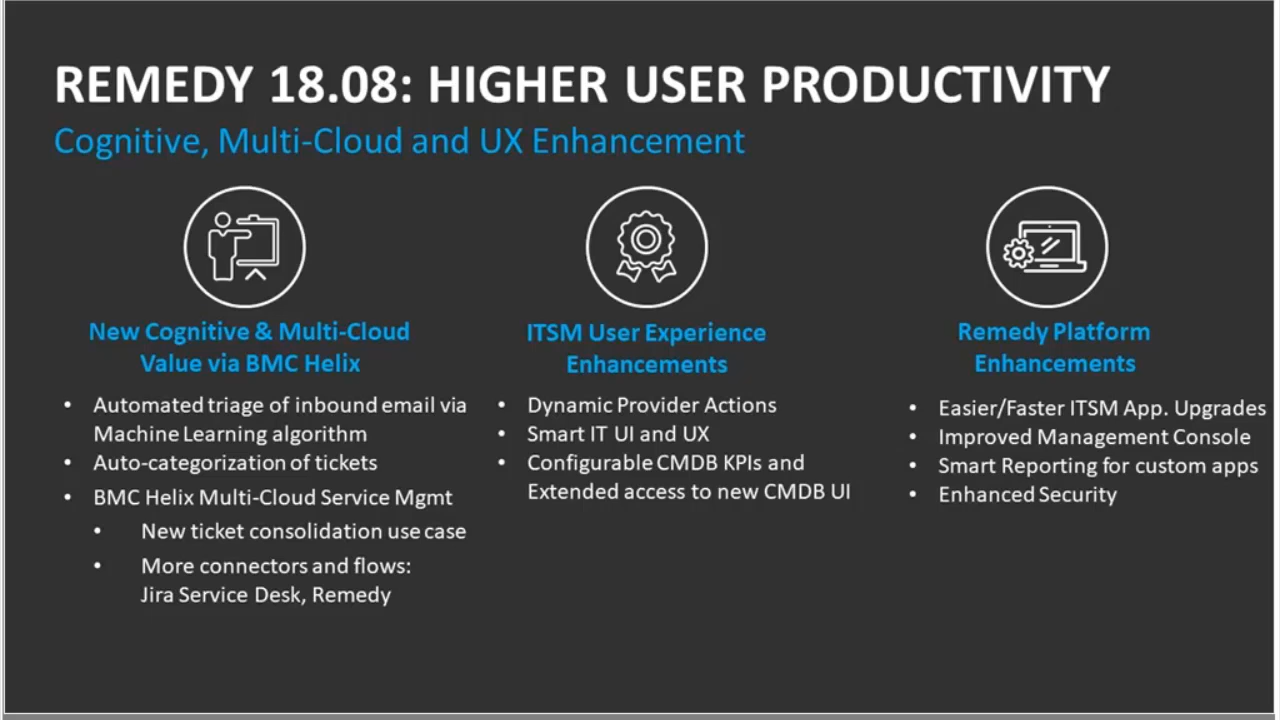 REMEDY 18.08: HIGHER USER PRODUCTIVITY
Cognitive, Multi-Cloud and UX Enhancement
New Cognitive & Multi-Cloud
Value via BMC Helix
• Automated triage of inbound email via
Machine Learning algorithm
• Auto-categorization of tickets
• BMC Helix Multi-Cloud Service Mgmt
• New ticket consolidation use case
• More connectors and flows:
Jira Service Desk, Remedy
ITSM User Experience
Enhancements
• Dynamic Provider Actions
• Smart IT UI and UX
• Configurable CMDB KPIs and
Extended access to new CMDB UI
Remedy Platform
Enhancements
• Easier/Faster ITSM App. Upgrades
• Improved Management Console
• Smart Reporting for custom apps
• Enhanced Security